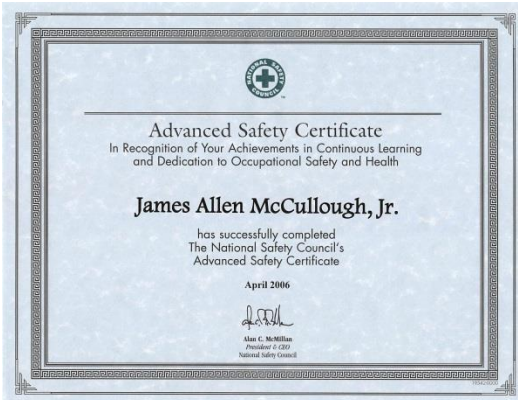 NATIONAL SAFETY COUNCIL
Advanced Safety Certificate
In Recognition of Your Achievements in Continuous Learning
and Dedication to Occupational Safety and Health
James Allen McCullough, Jr.
has successfully completed
The National Safety Council's
Advanced Safety Certificate
April 2006
Alan C. McMillan
President & CEO
National Safety Council